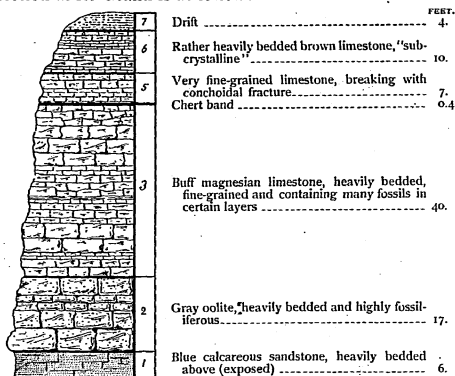 FEET.
7 Drift 4.
6 Rather heavily bedded brown limestone, "sub-
crystalline" 10.
5 Very fine-grained limestone, breaking with
conchoidal fracture 7.
Chert band 0.4
3 Buff magnesian limestone, heavily bedded,
fine-grained and containing many fossils in
certain layers 40.
2 Gray oolite, heavily bedded and highly fossil-
iferous 17.
1 Blue calcareous sandstone, heavily bedded
above (exposed) 6.